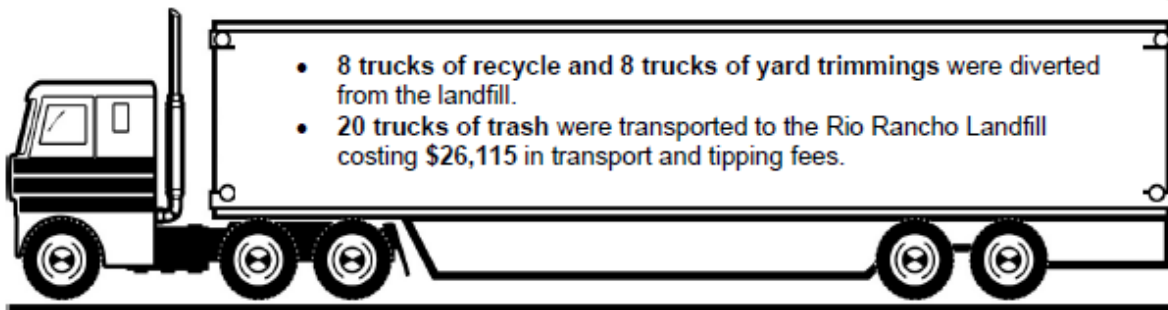 • 8 trucks of recycle and 8 trucks of yard trimmings were diverted
from the landfill.
• 20 trucks of trash were transported to the Rio Rancho Landfill
costing $26,115 in transport and tipping fees.